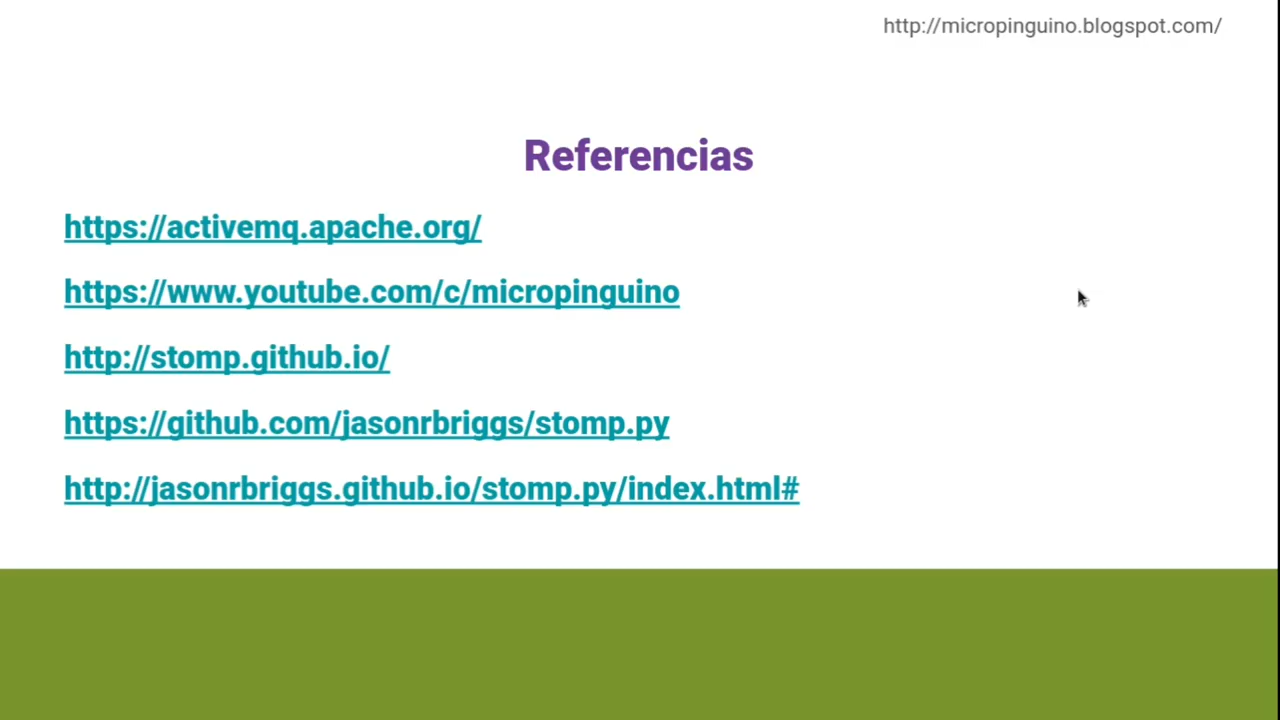 http://micropinguino.blogspot.com/
Referencias
https://activemq.apache.org/
https://www.youtube.com/c/micropinguino
http://stomp.github.io/
https://github.com/jasonrbriggs/stomp.py
http://jasonrbriggs.github.io/stomp.py/index.html#